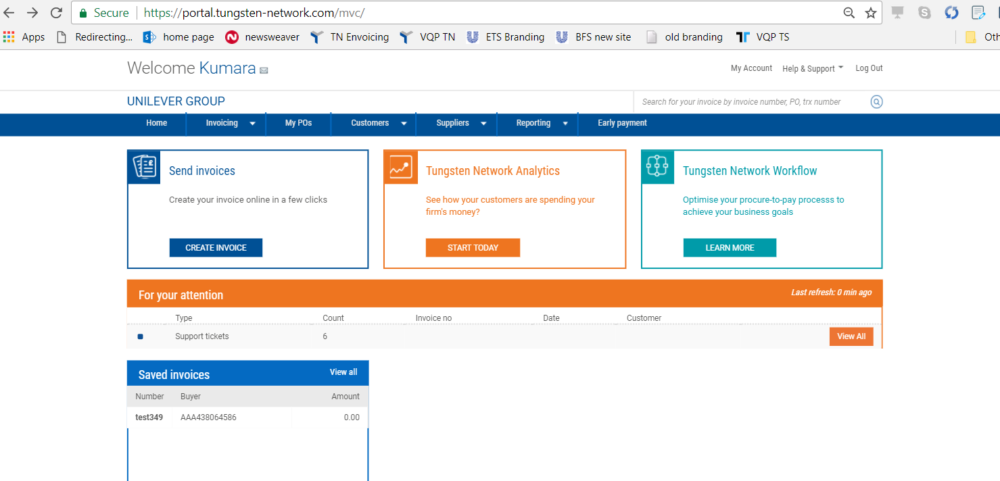 Secure https://portal.tungsten-network.com/mvc/
Apps Redirecting... home page newsweaver TN Envoicing VQP TN ETS Branding BFS new site old branding VQP TS Oth
Welcome Kumara
My Account Help & Support Log Out
UNILEVER GROUP
Search for your invoice by invoice number, PO, trx number
Home Invoicing My POs Customers Suppliers Reporting Early payment
Send invoices
Create your invoice online in a few clicks
CREATE INVOICE
Tungsten Network Analytics
See how your customers are spending your
firm's money?
START TODAY
Tungsten Network Workflow
Optimise your procure-to-pay processs to
achieve your business goals
LEARN MORE
For your attention Last refresh: 0 min ago
Type Count Invoice no Date Customer
Support tickets 6 View All
Saved invoices View all
Number Buyer Amount
test349 AAA438064586 0.00